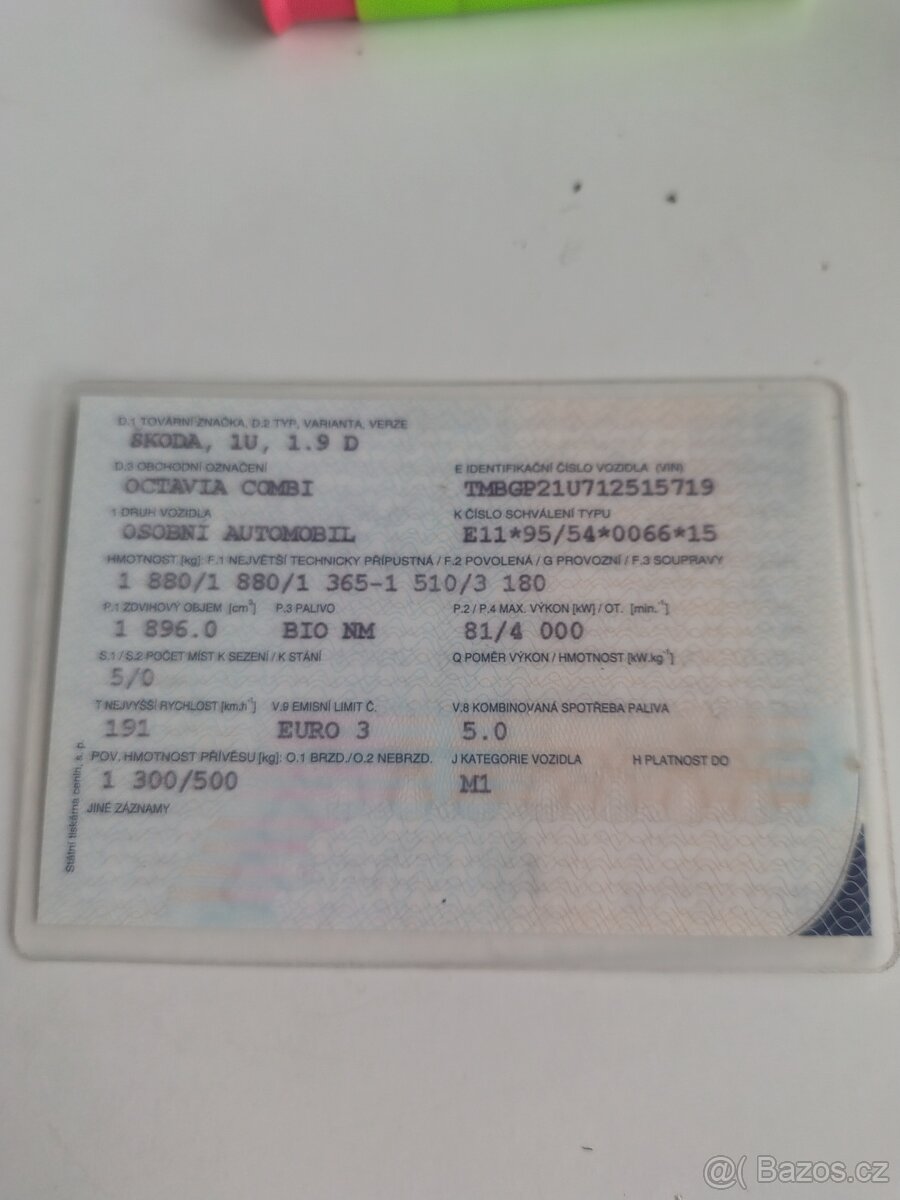 D.1 TOVÁRNÍ ZNAČKA, D.2 TYP, VARIANTA, VERZE
ŠKODA, 1U, 1.9 D
D.3 OBCHODNÍ OZNAČENÍ E IDENTIFIKAČNÍ ČÍSLO VOZIDLA (VIN)
OCTAVIA COMBI TMBGP21U712515719
1 DRUH VOZIDLA K ČÍSLO SCHVÁLENÍ TYPU
OSOBNÍ AUTOMOBIL E11*95/54*0066*15
HMOTNOST [kg]: F.1 NEJVĚTŠÍ TECHNICKY PŘÍPUSTNÁ / F.2 POVOLENÁ / G PROVOZNÍ / F.3 SOUPRAVY
1 880/1 880/1 365-1 510/3 180
P.1 ZDVIHOVÝ OBJEM [cm³] P.3 PALIVO P.2 / P.4 MAX. VÝKON [kW] / OT. [min.⁻¹]
1 896.0 BIO NM 81/4 000
S.1 / S.2 POČET MÍST K SEZENÍ / K STÁNÍ Q POMĚR VÝKON / HMOTNOST [kW.kg⁻¹]
5/0
T NEJVYŠŠÍ RYCHLOST [km.h⁻¹] V.9 EMISNÍ LIMIT Č. V.8 KOMBINOVANÁ SPOTŘEBA PALIVA
191 EURO 3 5.0
POV. HMOTNOST PŘÍVĚSU [kg]: O.1 BRZD./O.2 NEBRZD. J KATEGORIE VOZIDLA H PLATNOST DO
1 300/500 M1
JINÉ ZÁZNAMY
Státní tiskárna cenin, s. p.
@( Bazos.cz